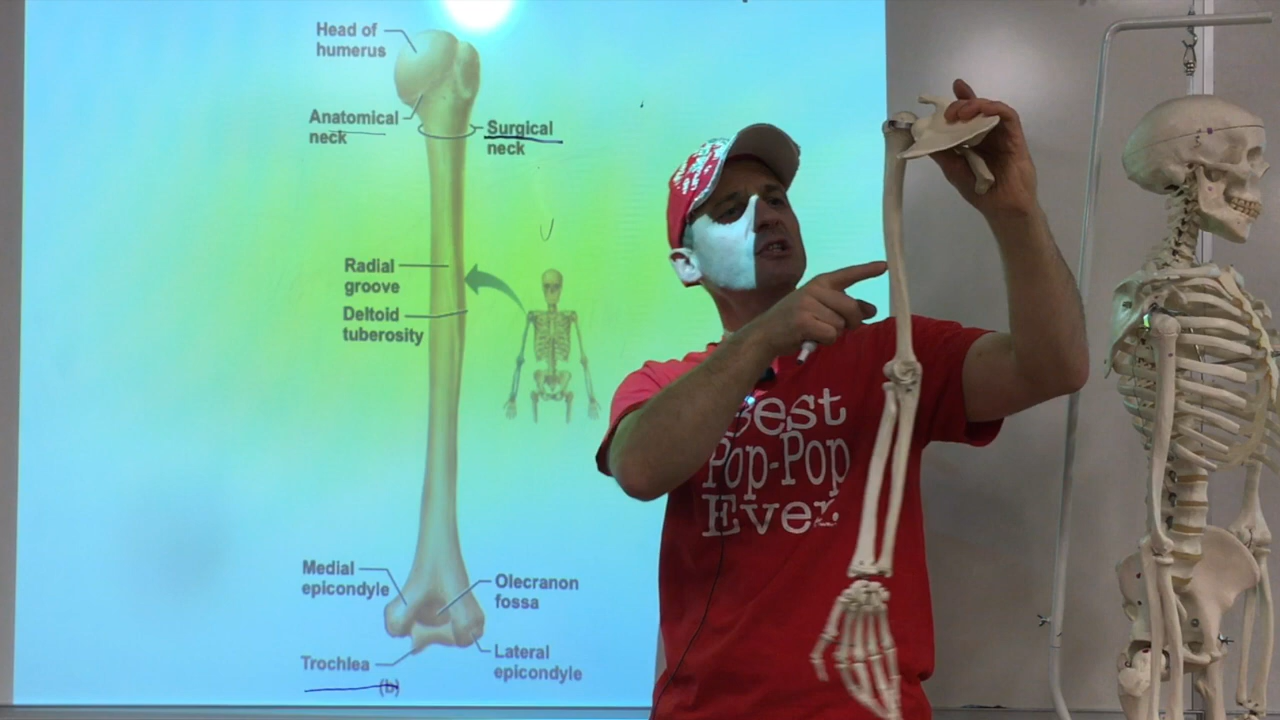 Head of
humerus
Anatomical
neck
Surgical
neck
Radial
groove
Deltoid
tuberosity
Medial
epicondyle
Olecranon
fossa
Trochlea
Lateral
epicondyle
(b)
Best
Pop-Pop
Ever.